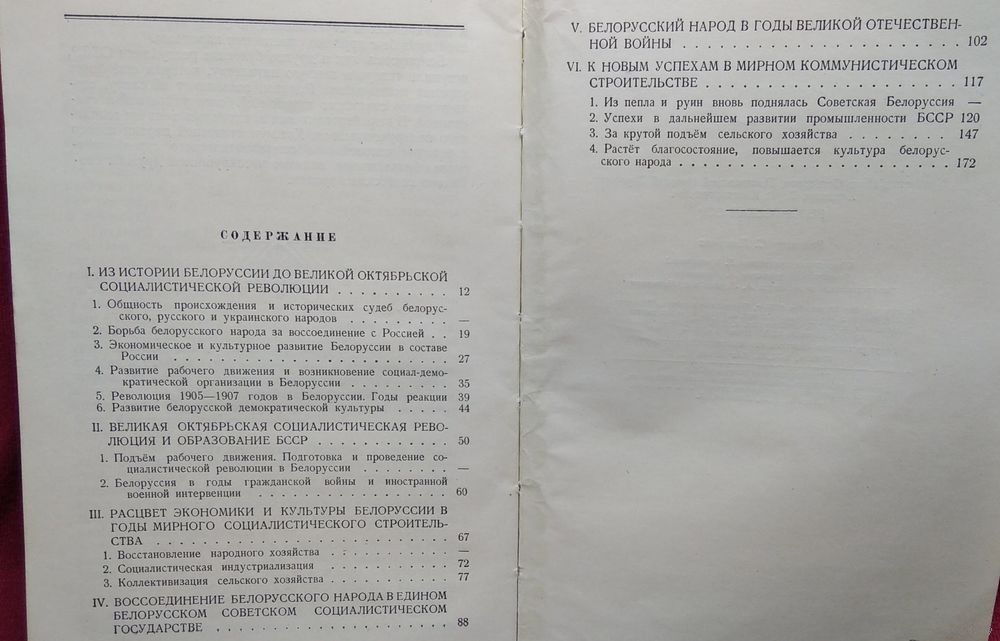 СОДЕРЖАНИЕ
I. ИЗ ИСТОРИИ БЕЛОРУССИИ ДО ВЕЛИКОЙ ОКТЯБРЬСКОЙ
СОЦИАЛИСТИЧЕСКОЙ РЕВОЛЮЦИИ . . . . . . . . . . 12
1. Общность происхождения и исторических судеб белорус-
ского, русского и украинского народов . . . . . . . . . —
2. Борьба белорусского народа за воссоединение с Россией . . 19
3. Экономическое и культурное развитие Белоруссии в составе
России . . . . . . . . . . . . . . . . . . . . . . 27
4. Развитие рабочего движения и возникновение социал-демо-
кратической организации в Белоруссии . . . . . . . . . 35
5. Революция 1905—1907 годов в Белоруссии. Годы реакции 39
6. Развитие белорусской демократической культуры . . . . . 44
II. ВЕЛИКАЯ ОКТЯБРЬСКАЯ СОЦИАЛИСТИЧЕСКАЯ РЕВО-
ЛЮЦИЯ И ОБРАЗОВАНИЕ БССР . . . . . . . . . . . . 50
1. Подъём рабочего движения. Подготовка и проведение со-
циалистической революции в Белоруссии . . . . . . . . —
2. Белоруссия в годы гражданской войны и иностранной
военной интервенции . . . . . . . . . . . . . . . . . 60
III. РАСЦВЕТ ЭКОНОМИКИ И КУЛЬТУРЫ БЕЛОРУССИИ В
ГОДЫ МИРНОГО СОЦИАЛИСТИЧЕСКОГО СТРОИТЕЛЬ-
СТВА . . . . . . . . . . . . . . . . . . . . . . . 67
1. Восстановление народного хозяйства . . . . . . . . . . —
2. Социалистическая индустриализация . . . . . . . . . . 72
3. Коллективизация сельского хозяйства . . . . . . . . . . 77
IV. ВОССОЕДИНЕНИЕ БЕЛОРУССКОГО НАРОДА В ЕДИНОМ
БЕЛОРУССКОМ СОВЕТСКОМ СОЦИАЛИСТИЧЕСКОМ
ГОСУДАРСТВЕ . . . . . . . . . . . . . . . . . . . . 88
V. БЕЛОРУССКИЙ НАРОД В ГОДЫ ВЕЛИКОЙ ОТЕЧЕСТВЕН-
НОЙ ВОЙНЫ . . . . . . . . . . . . . . . . . . . . . 102
VI. К НОВЫМ УСПЕХАМ В МИРНОМ КОММУНИСТИЧЕСКОМ
СТРОИТЕЛЬСТВЕ . . . . . . . . . . . . . . . . . . . 117
1. Из пепла и руин вновь поднялась Советская Белоруссия —
2. Успехи в дальнейшем развитии промышленности БССР 120
3. За крутой подъём сельского хозяйства . . . . . . . . 147
4. Растёт благосостояние, повышается культура белорус-
ского народа . . . . . . . . . . . . . . . . . . . . . 172